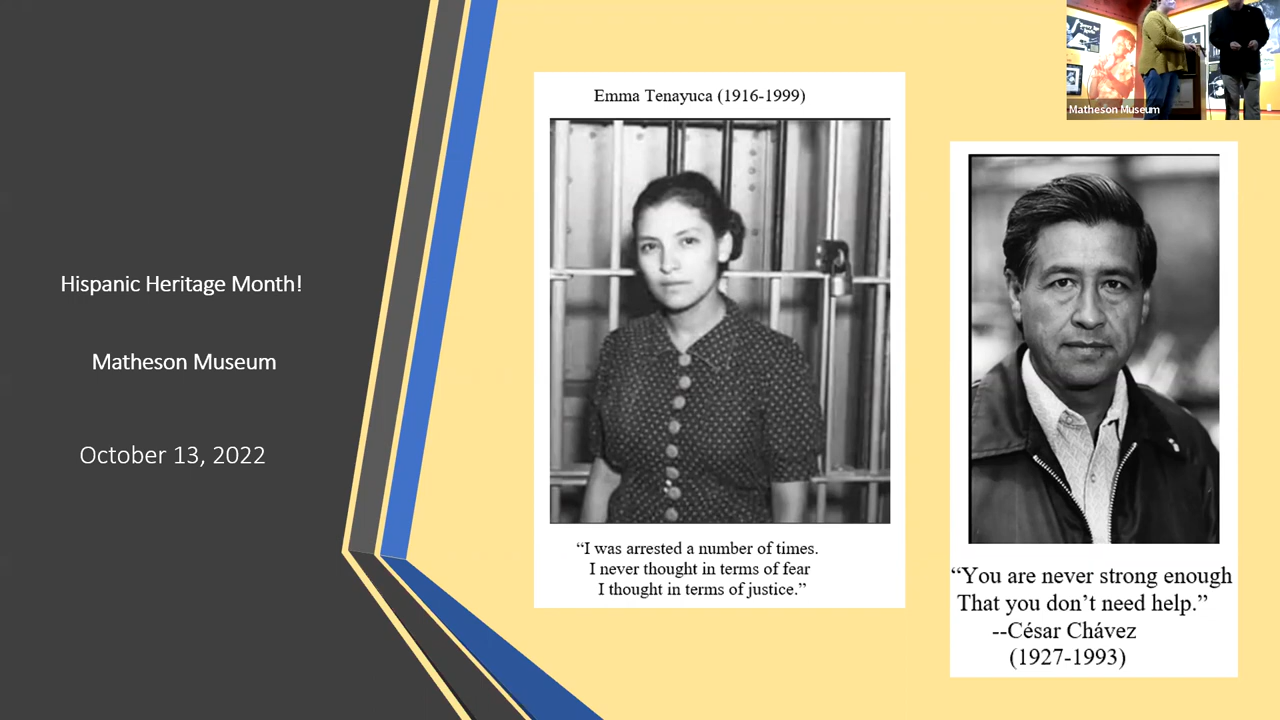 Hispanic Heritage Month!
Matheson Museum
October 13, 2022
Emma Tenayuca (1916-1999)
“I was arrested a number of times.
I never thought in terms of fear
I thought in terms of justice.”
Matheson Museum
“You are never strong enough
That you don’t need help.”
--César Chávez
(1927-1993)